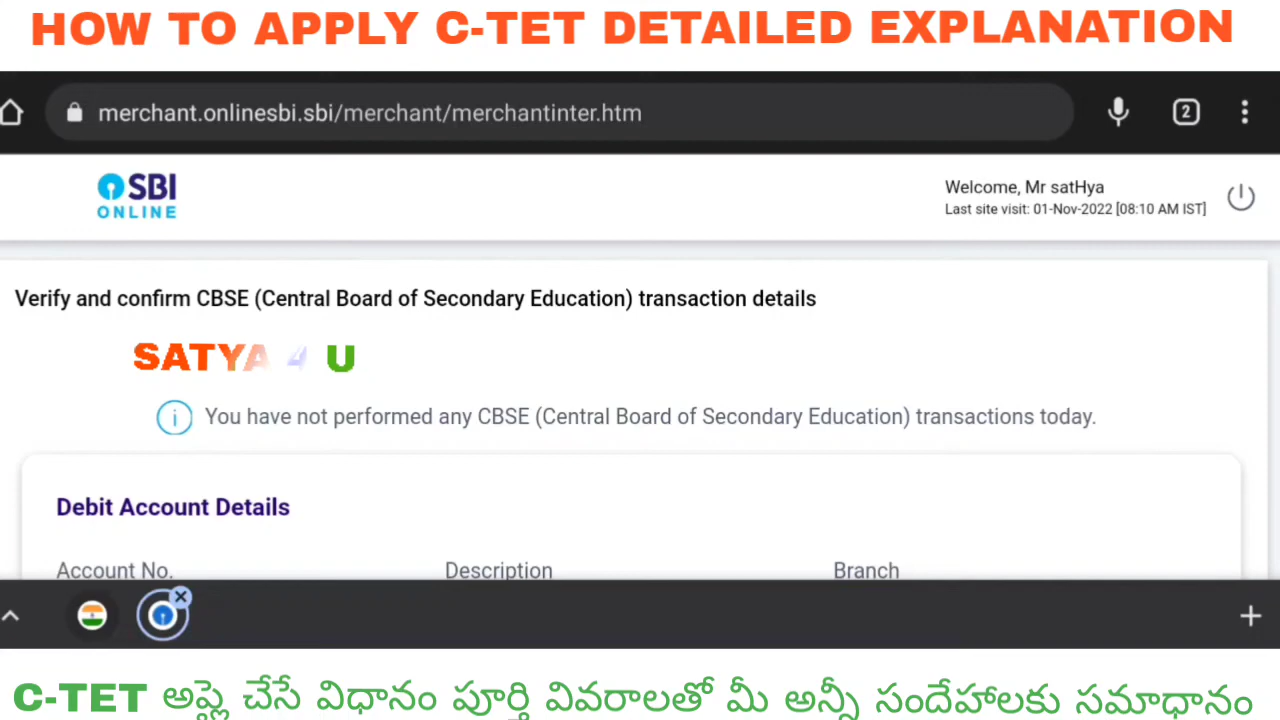 HOW TO APPLY C-TET DETAILED EXPLANATION
merchant.onlinesbi.sbi/merchant/merchantinter.htm
2
SBI
ONLINE
Welcome, Mr satHya
Last site visit: 01-Nov-2022 [08:10 AM IST]
Verify and confirm CBSE (Central Board of Secondary Education) transaction details
SATYA 4 U
You have not performed any CBSE (Central Board of Secondary Education) transactions today.
Debit Account Details
Account No. Description Branch
C-TET అప్లై చేసే విధానం పూర్తి వివరాలతో మీ అన్నీ సందేహాలకు సమాధానం